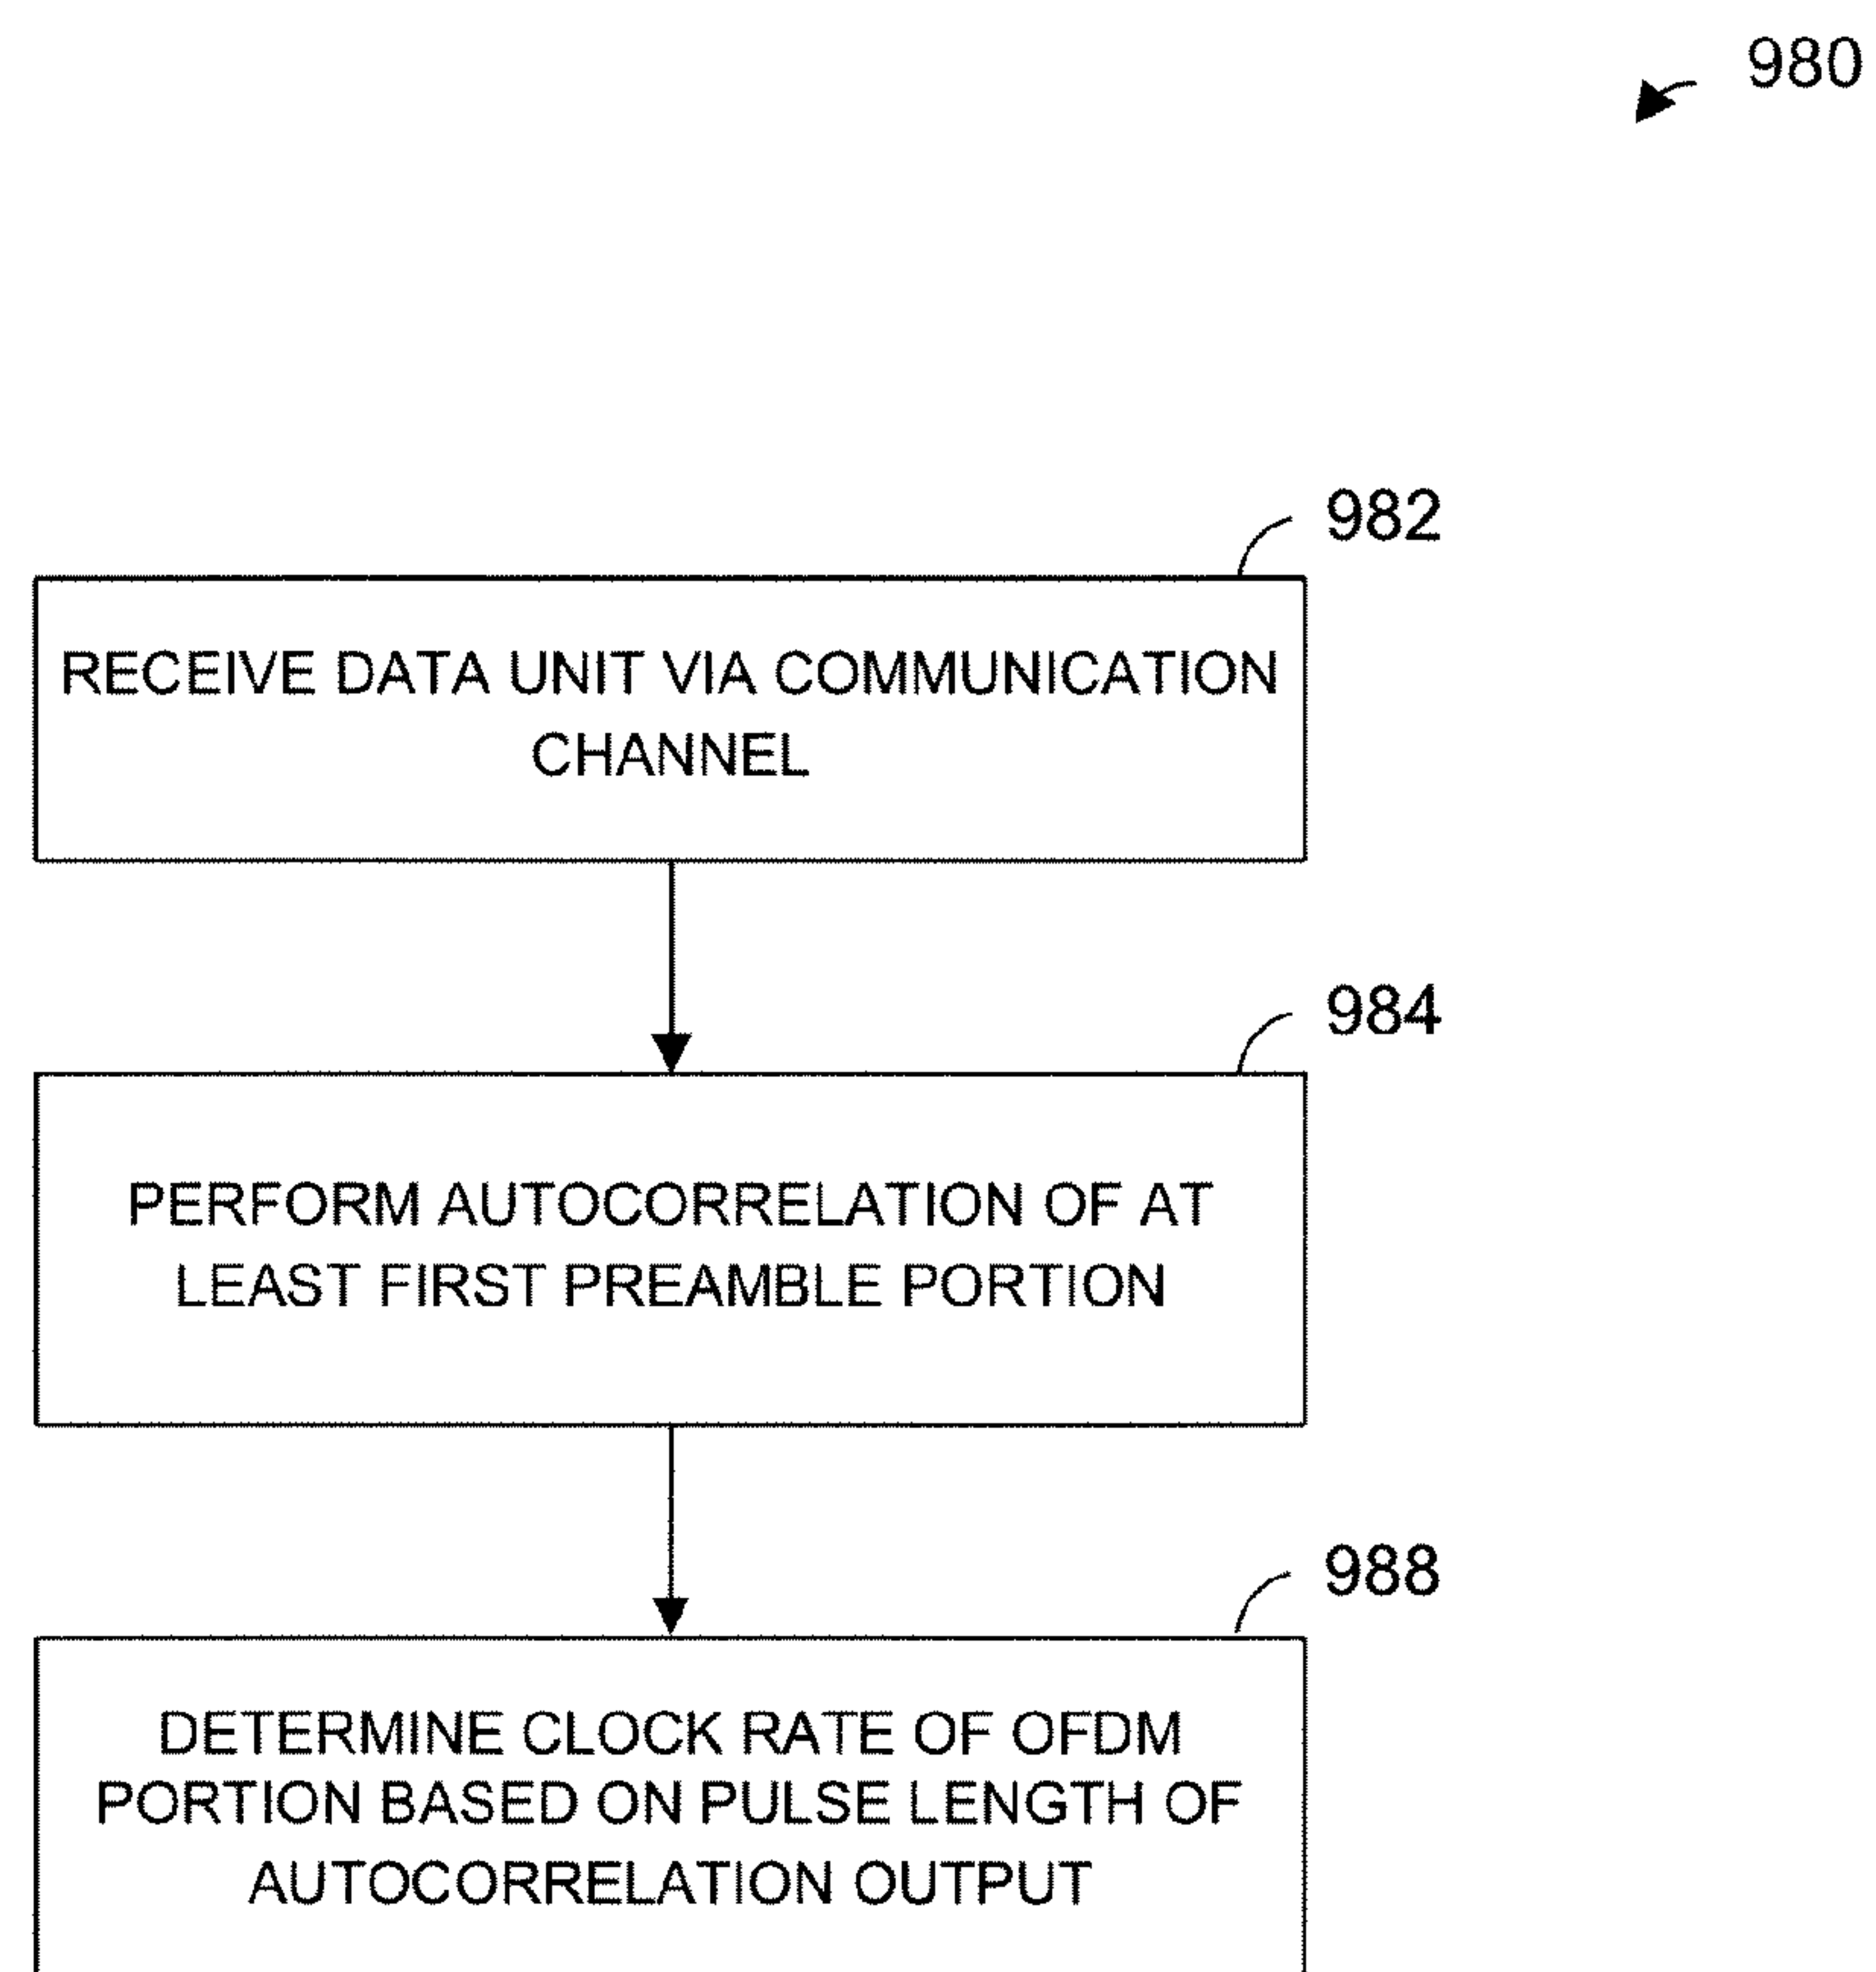 980
982
RECEIVE DATA UNIT VIA COMMUNICATION
CHANNEL
984
PERFORM AUTOCORRELATION OF AT
LEAST FIRST PREAMBLE PORTION
988
DETERMINE CLOCK RATE OF OFDM
PORTION BASED ON PULSE LENGTH OF
AUTOCORRELATION OUTPUT